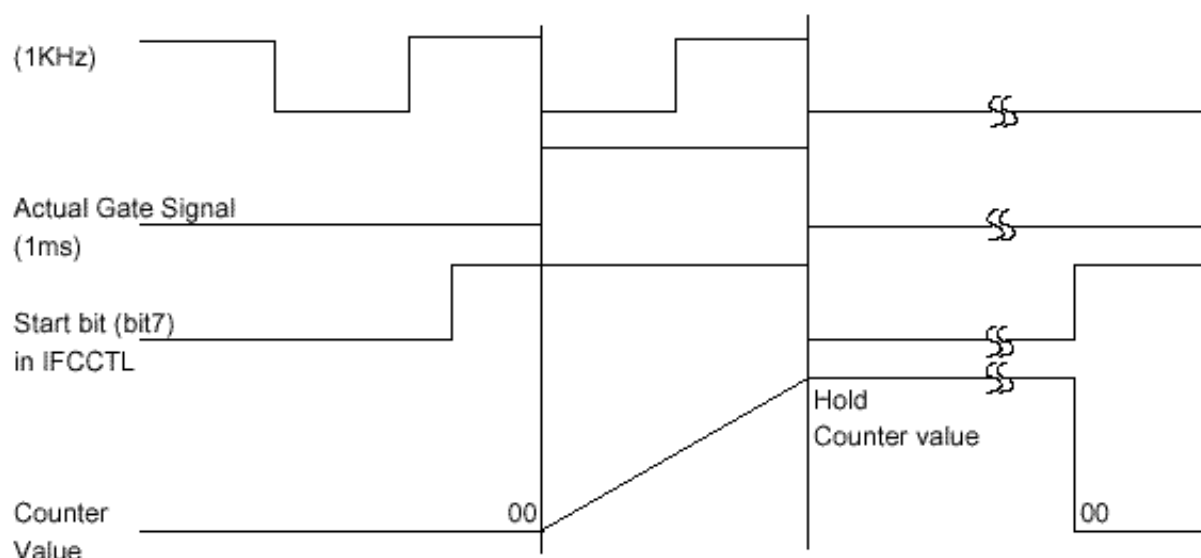 (1KHz)
Actual Gate Signal
(1ms)
Start bit (bit7)
in IFCCTL
Hold
Counter value
Counter
00
00
Value